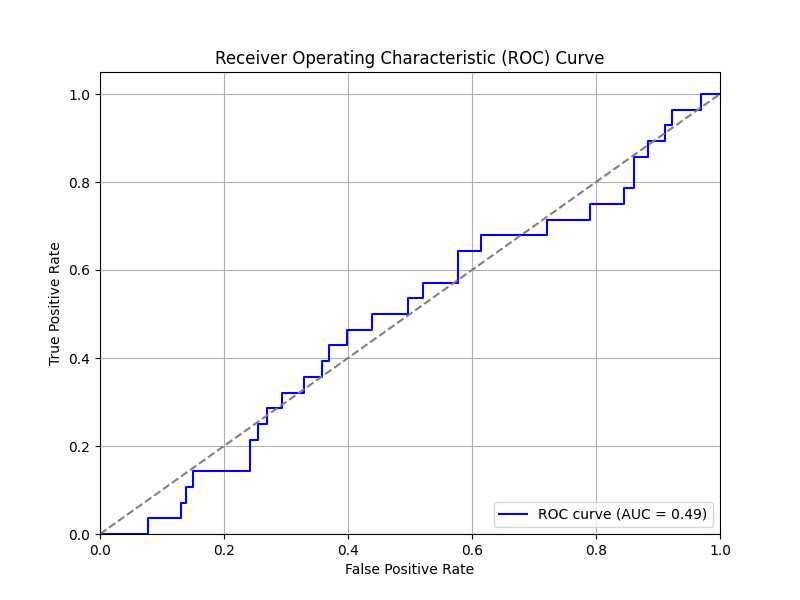 Receiver Operating Characteristic (ROC) Curve
True Positive Rate
1.0
0.8
0.6
0.4
0.2
0.0
0.0 0.2 0.4 0.6 0.8 1.0
False Positive Rate
ROC curve (AUC = 0.49)